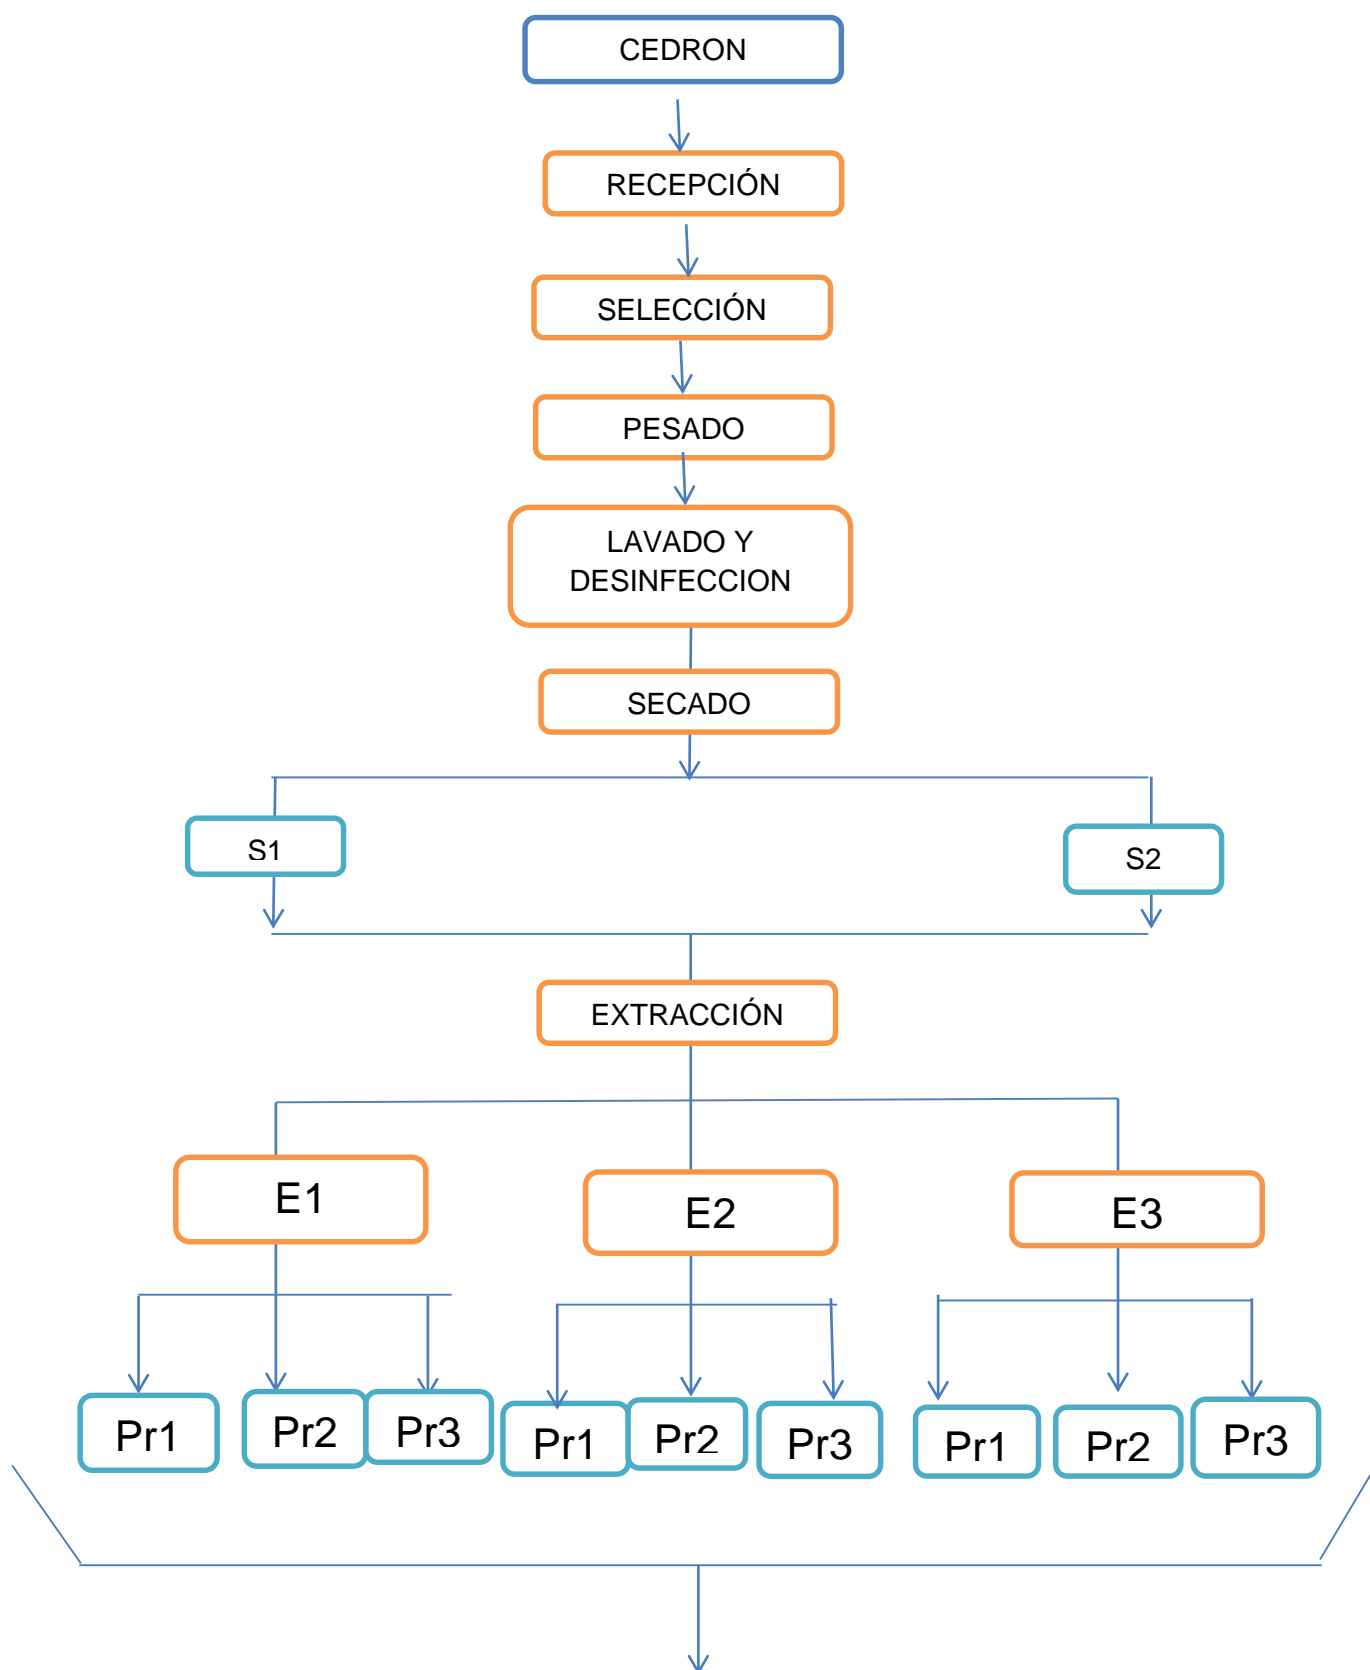 CEDRON
RECEPCIÓN
SELECCIÓN
PESADO
LAVADO Y
DESINFECCION
SECADO
S1
S2
EXTRACCIÓN
E1
E2
E3
Pr1
Pr2
Pr3
Pr1
Pr2
Pr3
Pr1
Pr2
Pr3